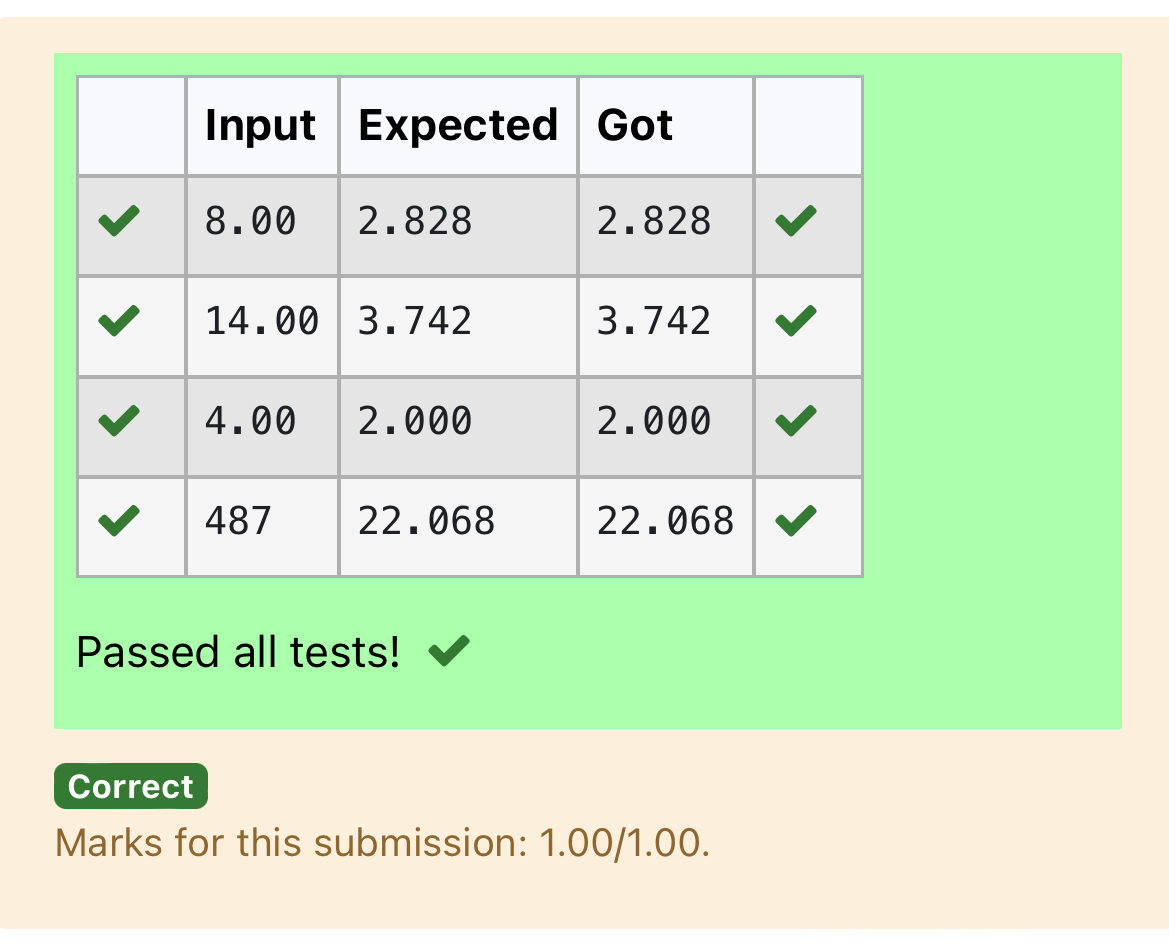 Input Expected Got
8.00 2.828 2.828
14.00 3.742 3.742
4.00 2.000 2.000
487 22.068 22.068
Passed all tests!
Correct
Marks for this submission: 1.00/1.00.